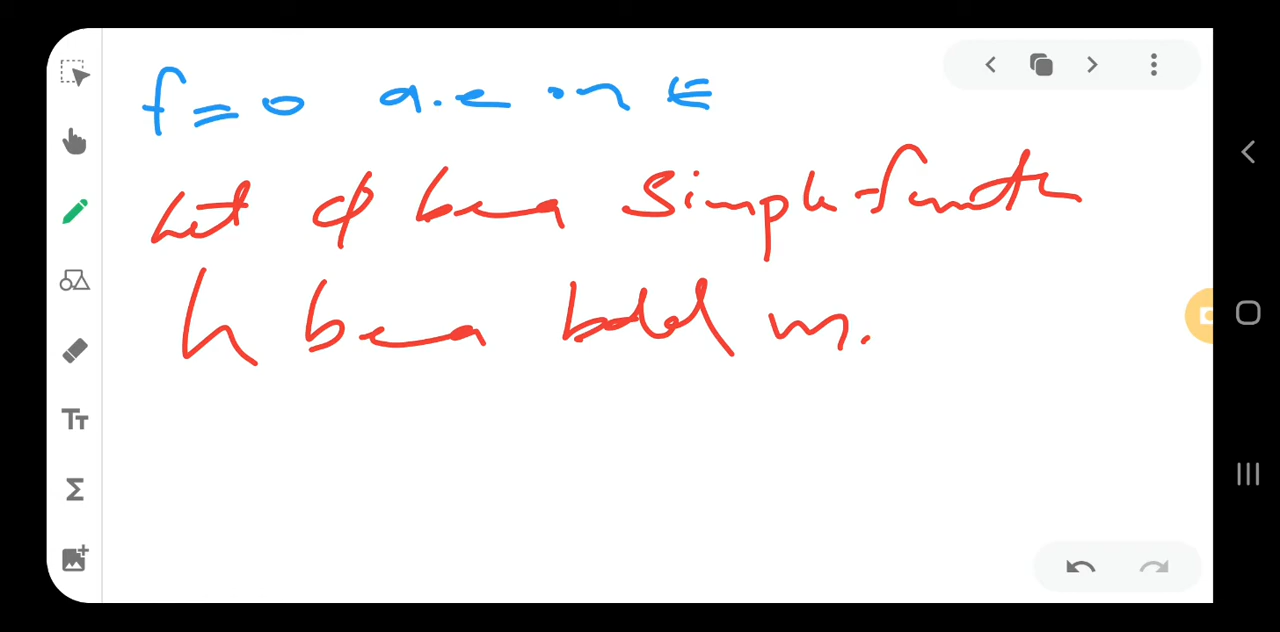 f = 0 a.e on E
Let φ be a simple function
h be a bdd m.